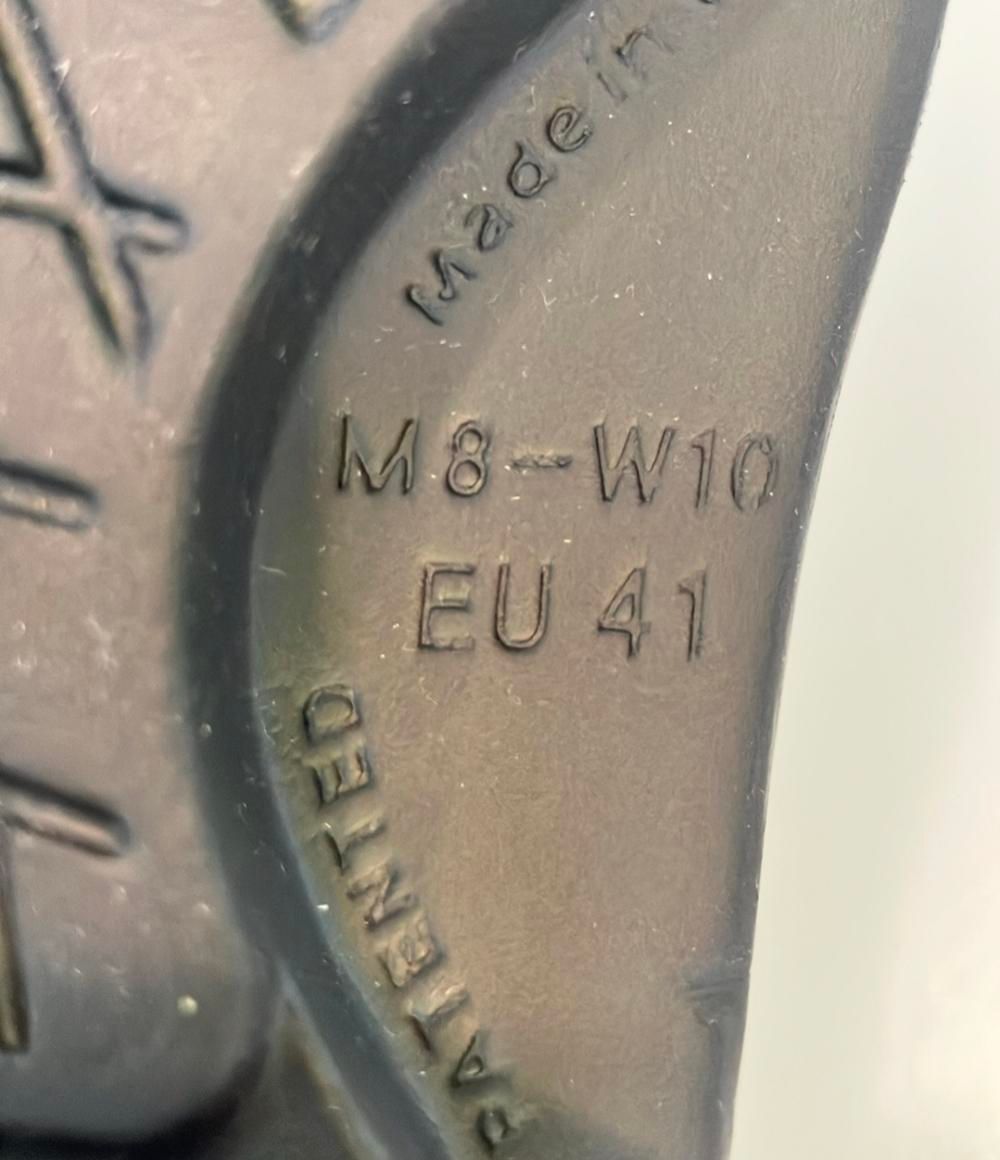 Made in
M8-W10
EU 41
PATENTED